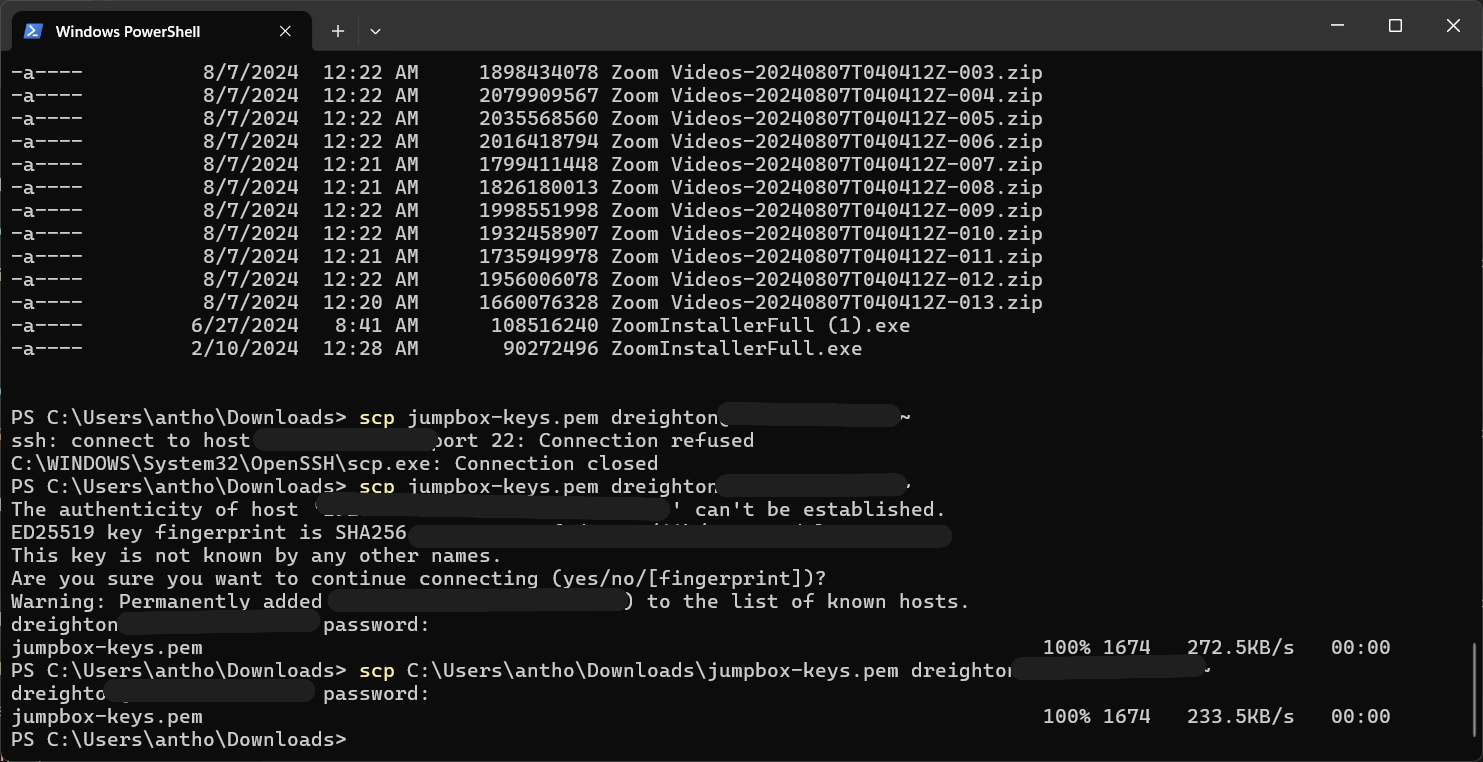 Windows PowerShell
-a---- 8/7/2024 12:22 AM 1898434078 Zoom Videos-20240807T040412Z-003.zip
-a---- 8/7/2024 12:22 AM 2079909567 Zoom Videos-20240807T040412Z-004.zip
-a---- 8/7/2024 12:22 AM 2035568560 Zoom Videos-20240807T040412Z-005.zip
-a---- 8/7/2024 12:22 AM 2016418794 Zoom Videos-20240807T040412Z-006.zip
-a---- 8/7/2024 12:21 AM 1799411448 Zoom Videos-20240807T040412Z-007.zip
-a---- 8/7/2024 12:21 AM 1826180013 Zoom Videos-20240807T040412Z-008.zip
-a---- 8/7/2024 12:22 AM 1998551998 Zoom Videos-20240807T040412Z-009.zip
-a---- 8/7/2024 12:22 AM 1932458907 Zoom Videos-20240807T040412Z-010.zip
-a---- 8/7/2024 12:21 AM 1735949978 Zoom Videos-20240807T040412Z-011.zip
-a---- 8/7/2024 12:22 AM 1956006078 Zoom Videos-20240807T040412Z-012.zip
-a---- 8/7/2024 12:20 AM 1660076328 Zoom Videos-20240807T040412Z-013.zip
-a---- 6/27/2024 8:41 AM 108516240 ZoomInstallerFull (1).exe
-a---- 2/10/2024 12:28 AM 90272496 ZoomInstallerFull.exe
PS C:\Users\antho\Downloads> scp jumpbox-keys.pem dreighton@ ~
ssh: connect to host port 22: Connection refused
C:\WINDOWS\System32\OpenSSH\scp.exe: Connection closed
PS C:\Users\antho\Downloads> scp jumpbox-keys.pem dreighton
The authenticity of host ' ' can't be established.
ED25519 key fingerprint is SHA256
This key is not known by any other names.
Are you sure you want to continue connecting (yes/no/[fingerprint])?
Warning: Permanently added ) to the list of known hosts.
dreighton password:
jumpbox-keys.pem 100% 1674 272.5KB/s 00:00
PS C:\Users\antho\Downloads> scp C:\Users\antho\Downloads\jumpbox-keys.pem dreighton
dreighto password:
jumpbox-keys.pem 100% 1674 233.5KB/s 00:00
PS C:\Users\antho\Downloads>